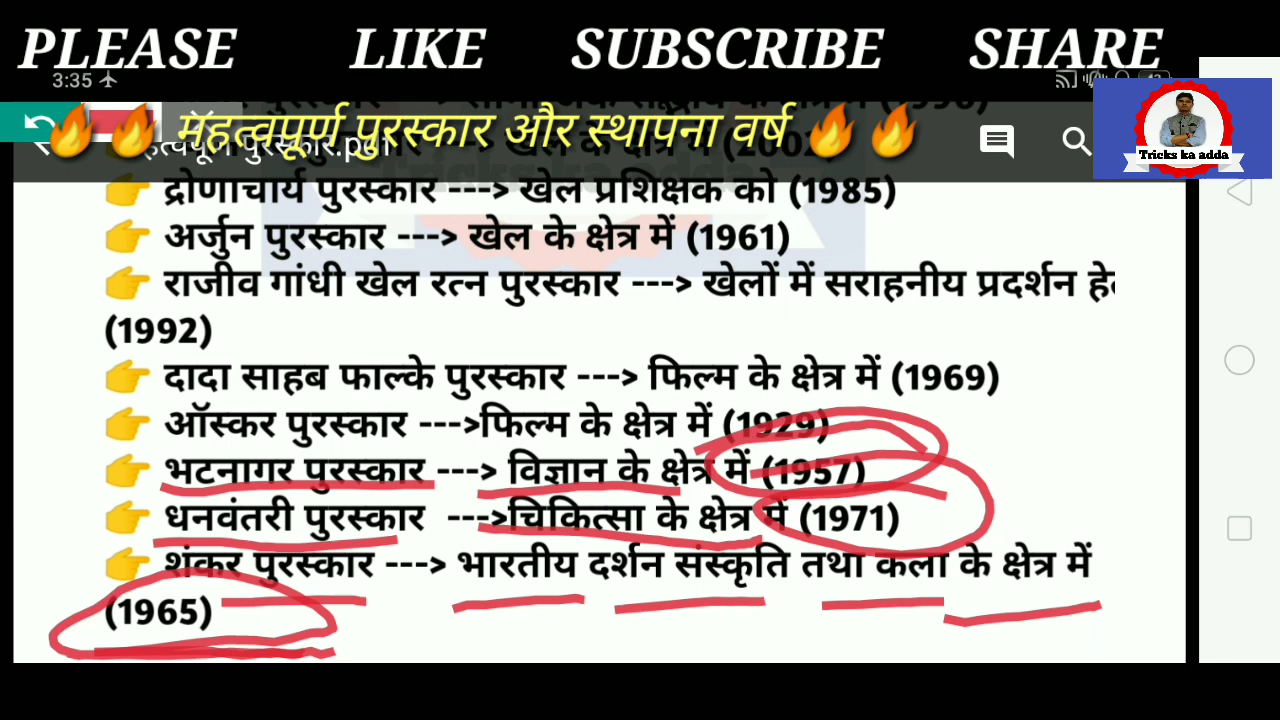 PLEASE LIKE SUBSCRIBE SHARE
3:35
महत्वपूर्ण पुरस्कार और स्थापना वर्ष
Tricks ka adda
द्रोणाचार्य पुरस्कार ---> खेल प्रशिक्षक को (1985)
अर्जुन पुरस्कार ---> खेल के क्षेत्र में (1961)
राजीव गांधी खेल रत्न पुरस्कार ---> खेलों में सराहनीय प्रदर्शन
(1992)
दादा साहब फाल्के पुरस्कार ---> फिल्म के क्षेत्र में (1969)
ऑस्कर पुरस्कार --->फिल्म के क्षेत्र में (1929)
भटनागर पुरस्कार ---> विज्ञान के क्षेत्र में (1957)
धनवंतरी पुरस्कार --->चिकित्सा के क्षेत्र में (1971)
शंकर पुरस्कार ---> भारतीय दर्शन संस्कृति तथा कला के क्षेत्र में
(1965)